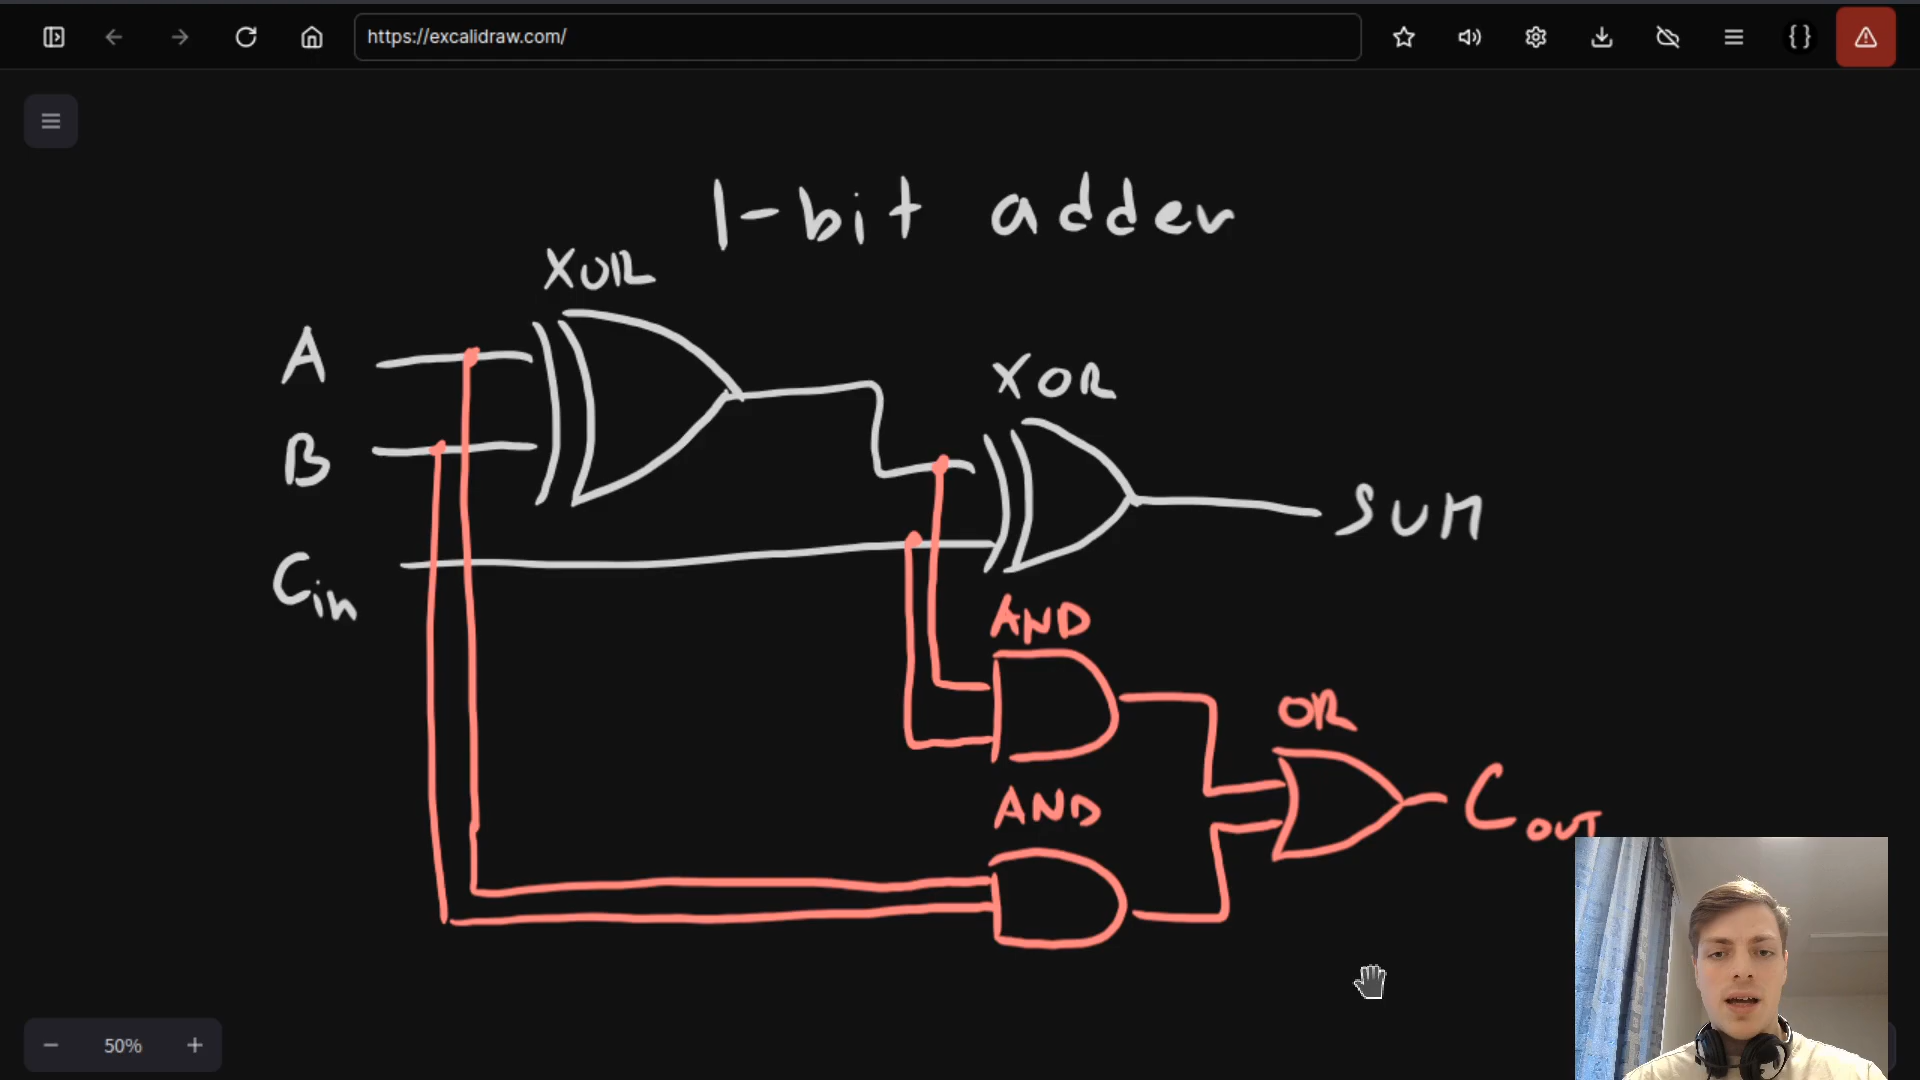 https://excalidraw.com/
1-bit adder
XOR
A
XOR
B
SUM
Cin
AND
OR
AND
COUT
50%